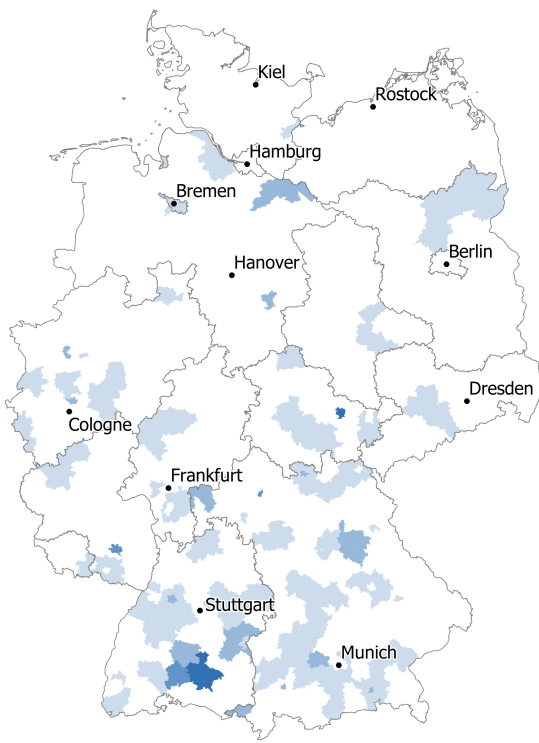 Kiel
Rostock
Hamburg
Bremen
Berlin
Hanover
Dresden
Cologne
Frankfurt
Stuttgart
Munich